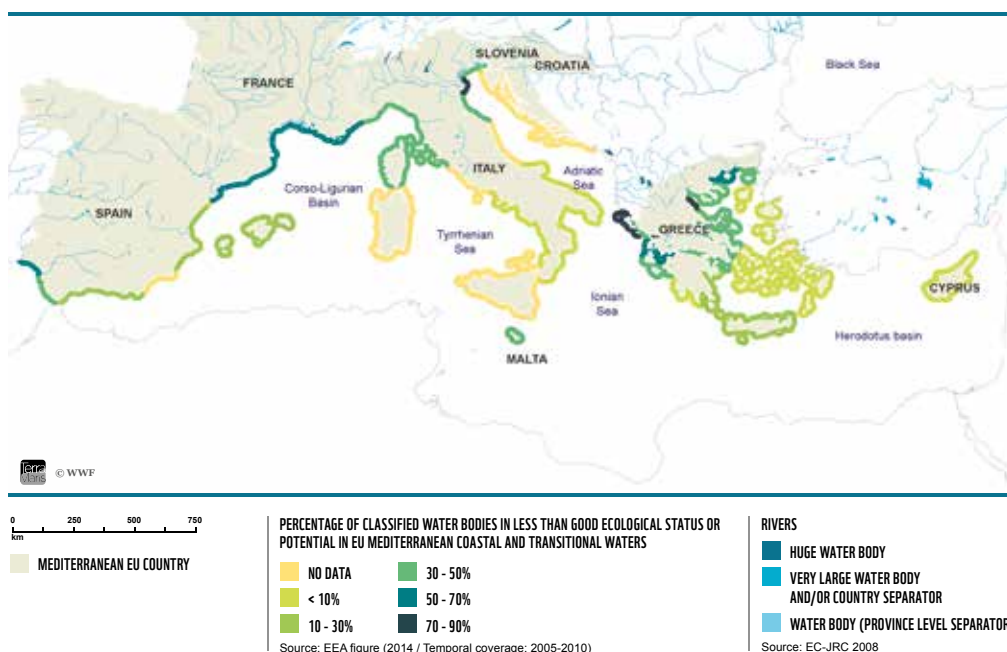 SLOVENIA
CROATIA
Black Sea
FRANCE
ITALY
Adriatic
Sea
Corso-Ligurian
Basin
SPAIN
GREECE
Tyrrhenian
Sea
CYPRUS
Ionian
Sea
Herodotus basin
MALTA
Terra
Maris
© WWF
0 250 500 750
km
MEDITERRANEAN EU COUNTRY
PERCENTAGE OF CLASSIFIED WATER BODIES IN LESS THAN GOOD ECOLOGICAL STATUS OR
POTENTIAL IN EU MEDITERRANEAN COASTAL AND TRANSITIONAL WATERS
NO DATA
< 10%
10 - 30%
30 - 50%
50 - 70%
70 - 90%
Source: EEA figure (2014 / Temporal coverage: 2005-2010)
RIVERS
HUGE WATER BODY
VERY LARGE WATER BODY
AND/OR COUNTRY SEPARATOR
WATER BODY (PROVINCE LEVEL SEPARATOR
Source: EC-JRC 2008